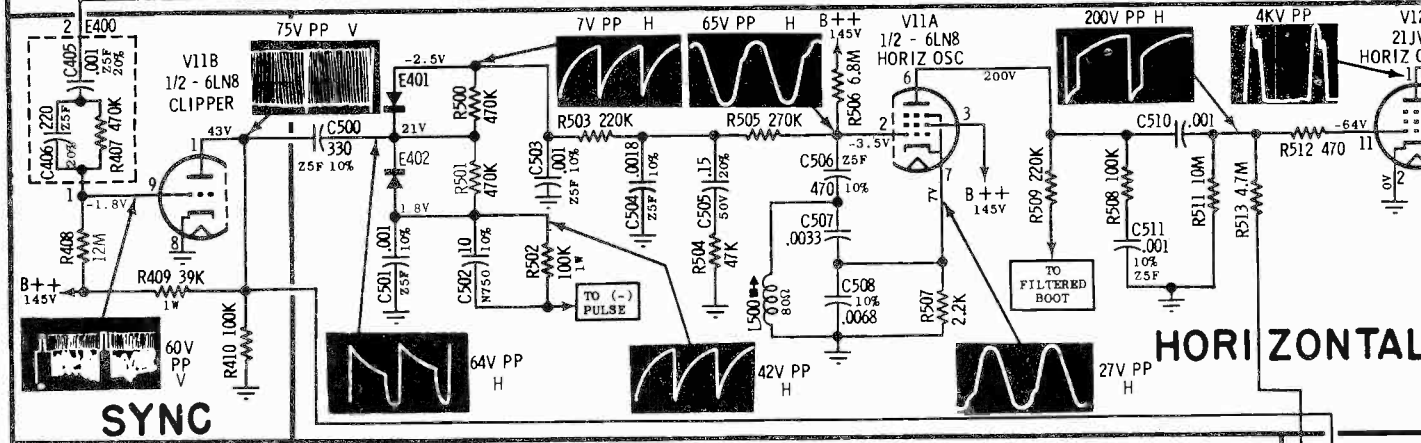 2 E400
C405
.001
Z5F
20%
220
Z5F
C406
20%
R407 470K
1
-1.8V
9
8
V11B
1/2 - 6LN8
CLIPPER
1
43V
75V PP V
R408
12M
B++
145V
R409 39K
1W
R410 100K
60V
PP
V
SYNC
C500
330
Z5F 10%
-2.5V
E401
21V
E402
1.8V
R500
470K
R501
470K
C501
.001
10%
Z5F
C502
10
10%
N750
R502
100K
1W
TO (-)
PULSE
64V PP
H
42V PP
H
7V PP H
65V PP H
C503
.001
Z5F 10%
R503 220K
C504
.0018
10%
Z5F
C505
.15
20%
50V
R504
47K
R505 270K
B++
145V
R506 6.8M
C506
Z5F
470
10%
C507
.0033
L500
80Ω
C508
10%
.0068
R507
2.2K
27V PP
H
V11A
1/2 - 6LN8
HORIZ OSC
6
200V
2
-3.5V
3
7
7V
B++
145V
200V PP H
4KV PP
R509 220K
TO
FILTERED
BOOT
R508 100K
C511
.001
10%
Z5F
C510 .001
R511 10M
R513 4.7M
R512 470
-64V
11
0V
2
1
V12
21JV
HORIZ O
HORIZONTAL